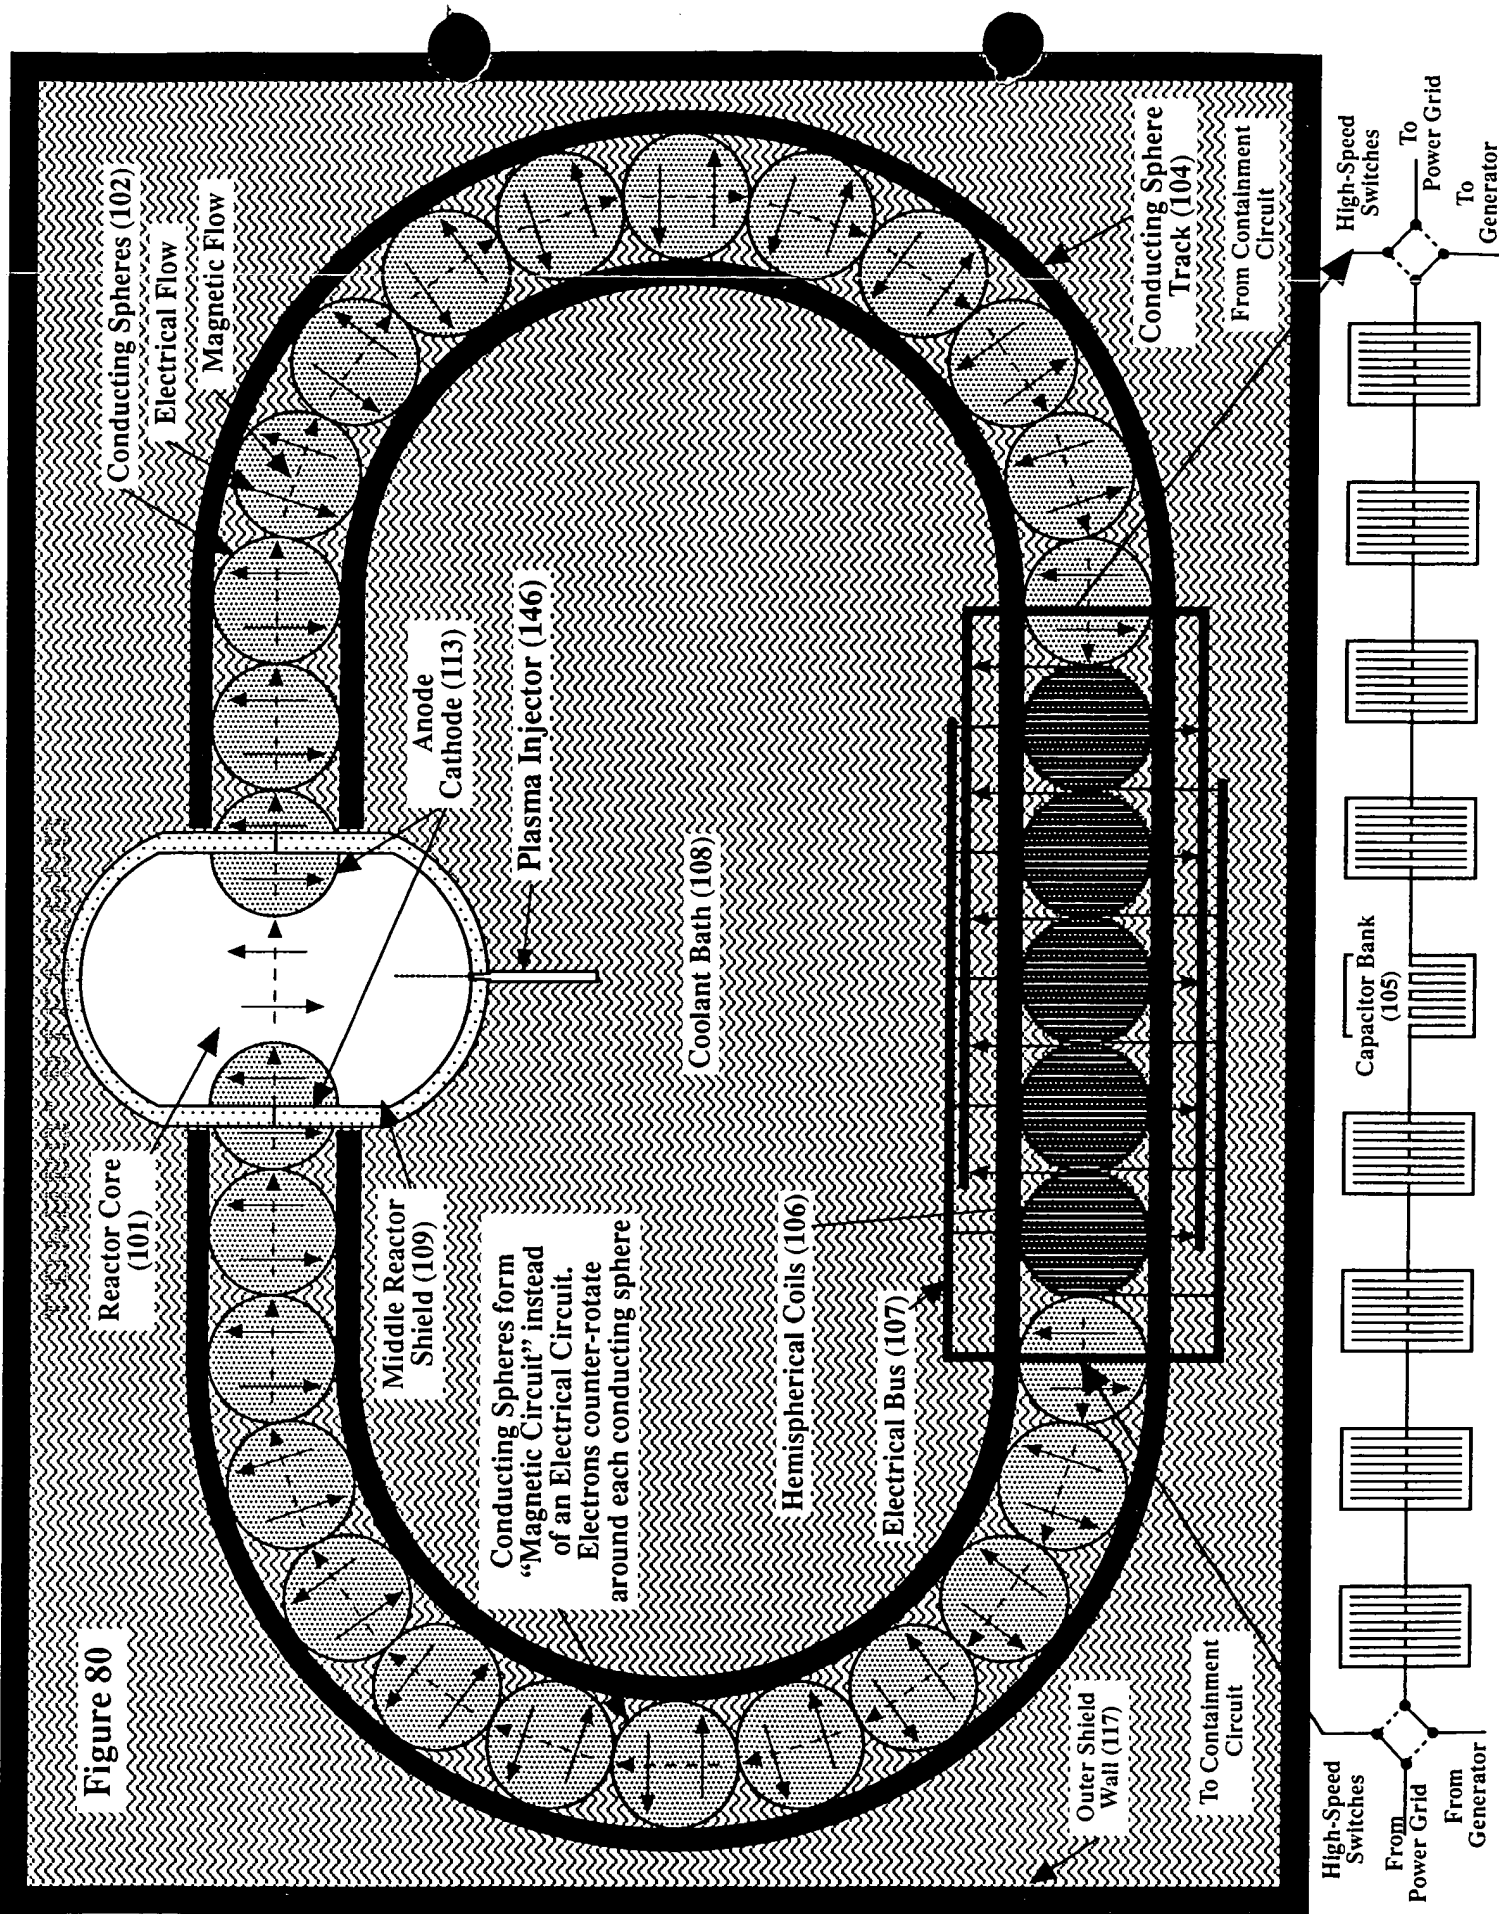 Figure 80
Reactor Core
(101)
Conducting Spheres (102)
Electrical Flow
Magnetic Flow
Middle Reactor
Shield (109)
Anode
Cathode (113)
Plasma Injector (146)
Conducting Spheres form
“Magnetic Circuit” instead
of an Electrical Circuit.
Electrons counter-rotate
around each conducting sphere
Coolant Bath (108)
Hemispherical Coils (106)
Electrical Bus (107)
Outer Shield
Wall (117)
To Containment
Circuit
Conducting Sphere
Track (104)
From Containment
Circuit
High-Speed
Switches
From
Power Grid
From
Generator
Capacitor Bank
(105)
High-Speed
Switches
To
Power Grid
To
Generator